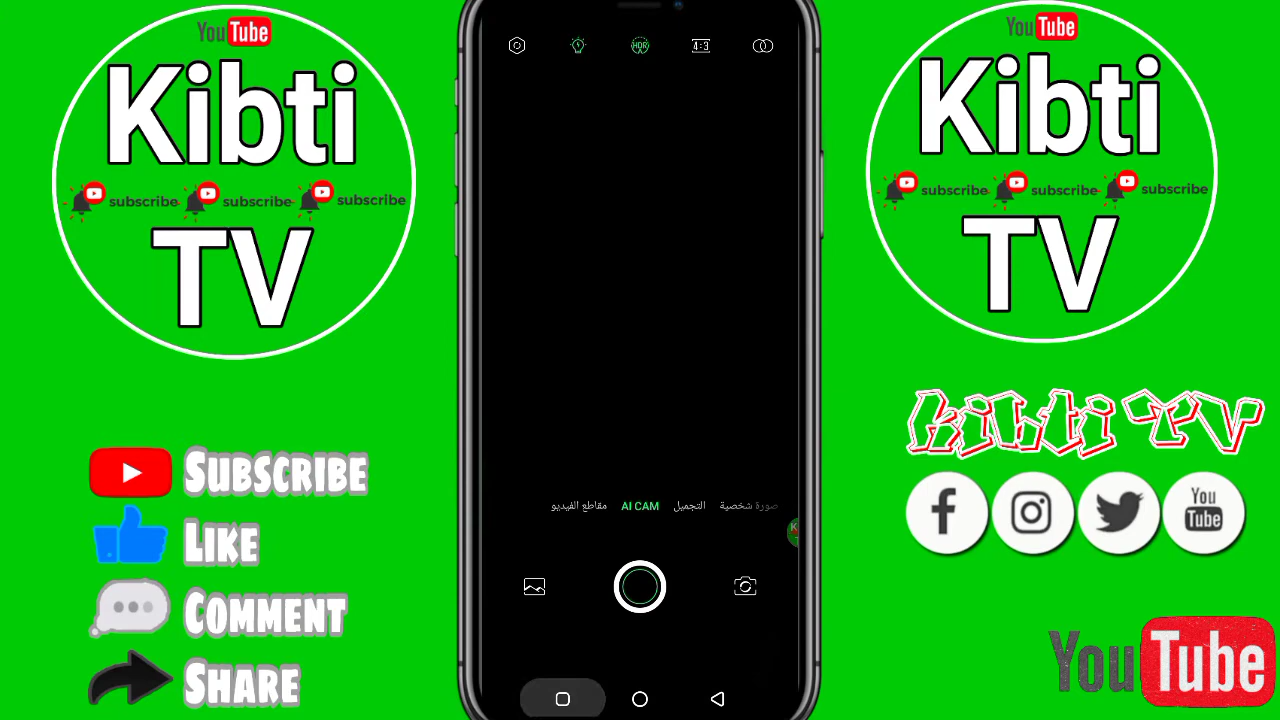 YouTube
Kibti
subscribe subscribe subscribe
TV
Subscribe
Like
Comment
Share
HDR
4:3
مقاطع الفيديو AI CAM التجميل صورة شخصية
YouTube
Kibti
subscribe subscribe subscribe
TV
kibti TV
You
Tube
YouTube